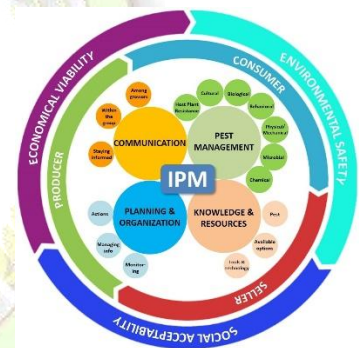 ECONOMICAL VIABILITY
ENVIRONMENTAL SAFETY
SOCIAL ACCEPTABILITY
PRODUCER
CONSUMER
SELLER
Among
growers
Within
the
group
Staying
informed
COMMUNICATION
Host Plant
Resistance
Cultural
Biological
Behavioral
Physical/
Mechanical
Microbial
Chemical
PEST
MANAGEMENT
IPM
PLANNING &
ORGANIZATION
Actions
Managing
info
Monitor-
ing
KNOWLEDGE &
RESOURCES
Pest
Available
options
Tools &
technology